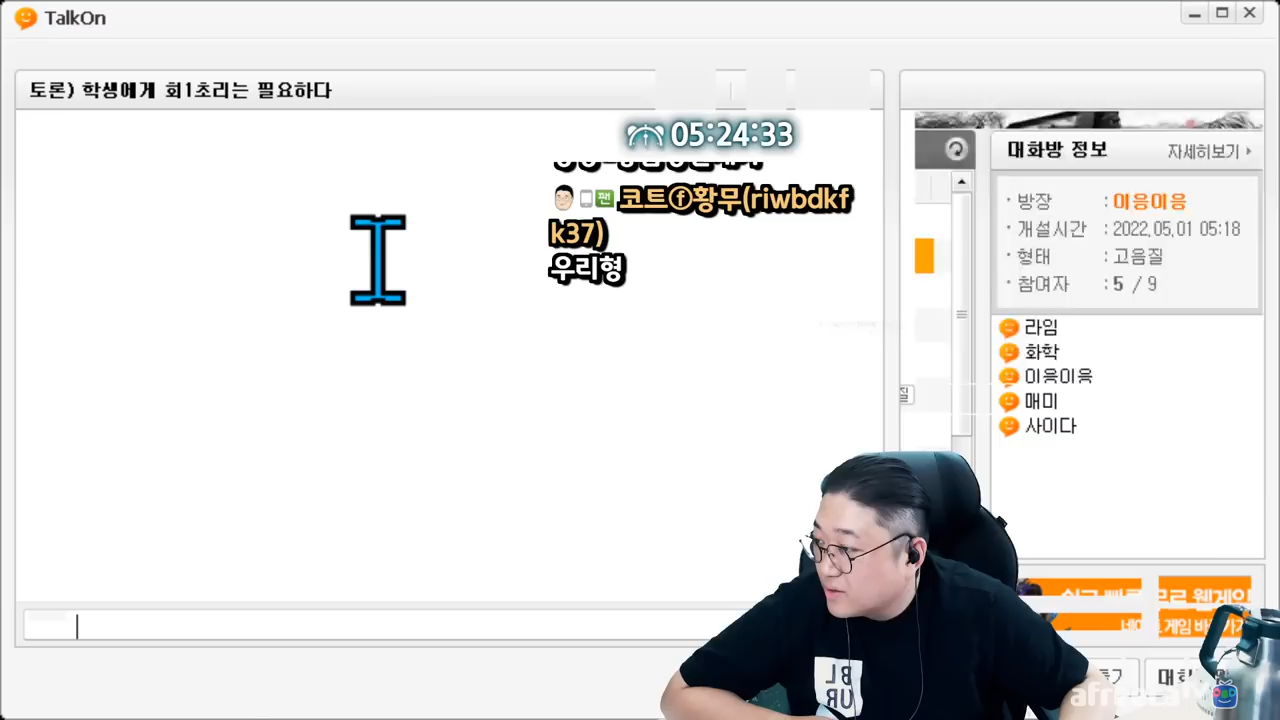 TalkOn
토론) 학생에게 회1초리는 필요하다
05:24:33
팬 코트ⓕ황무(riwbdkf
k37)
우리형
대화방 정보
자세히보기
· 방장 : 이응이응
· 개설시간 : 2022.05.01 05:18
· 형태 : 고음질
· 참여자 : 5 / 9
라임
화학
이응이응
매미
사이다
질
BL
UR